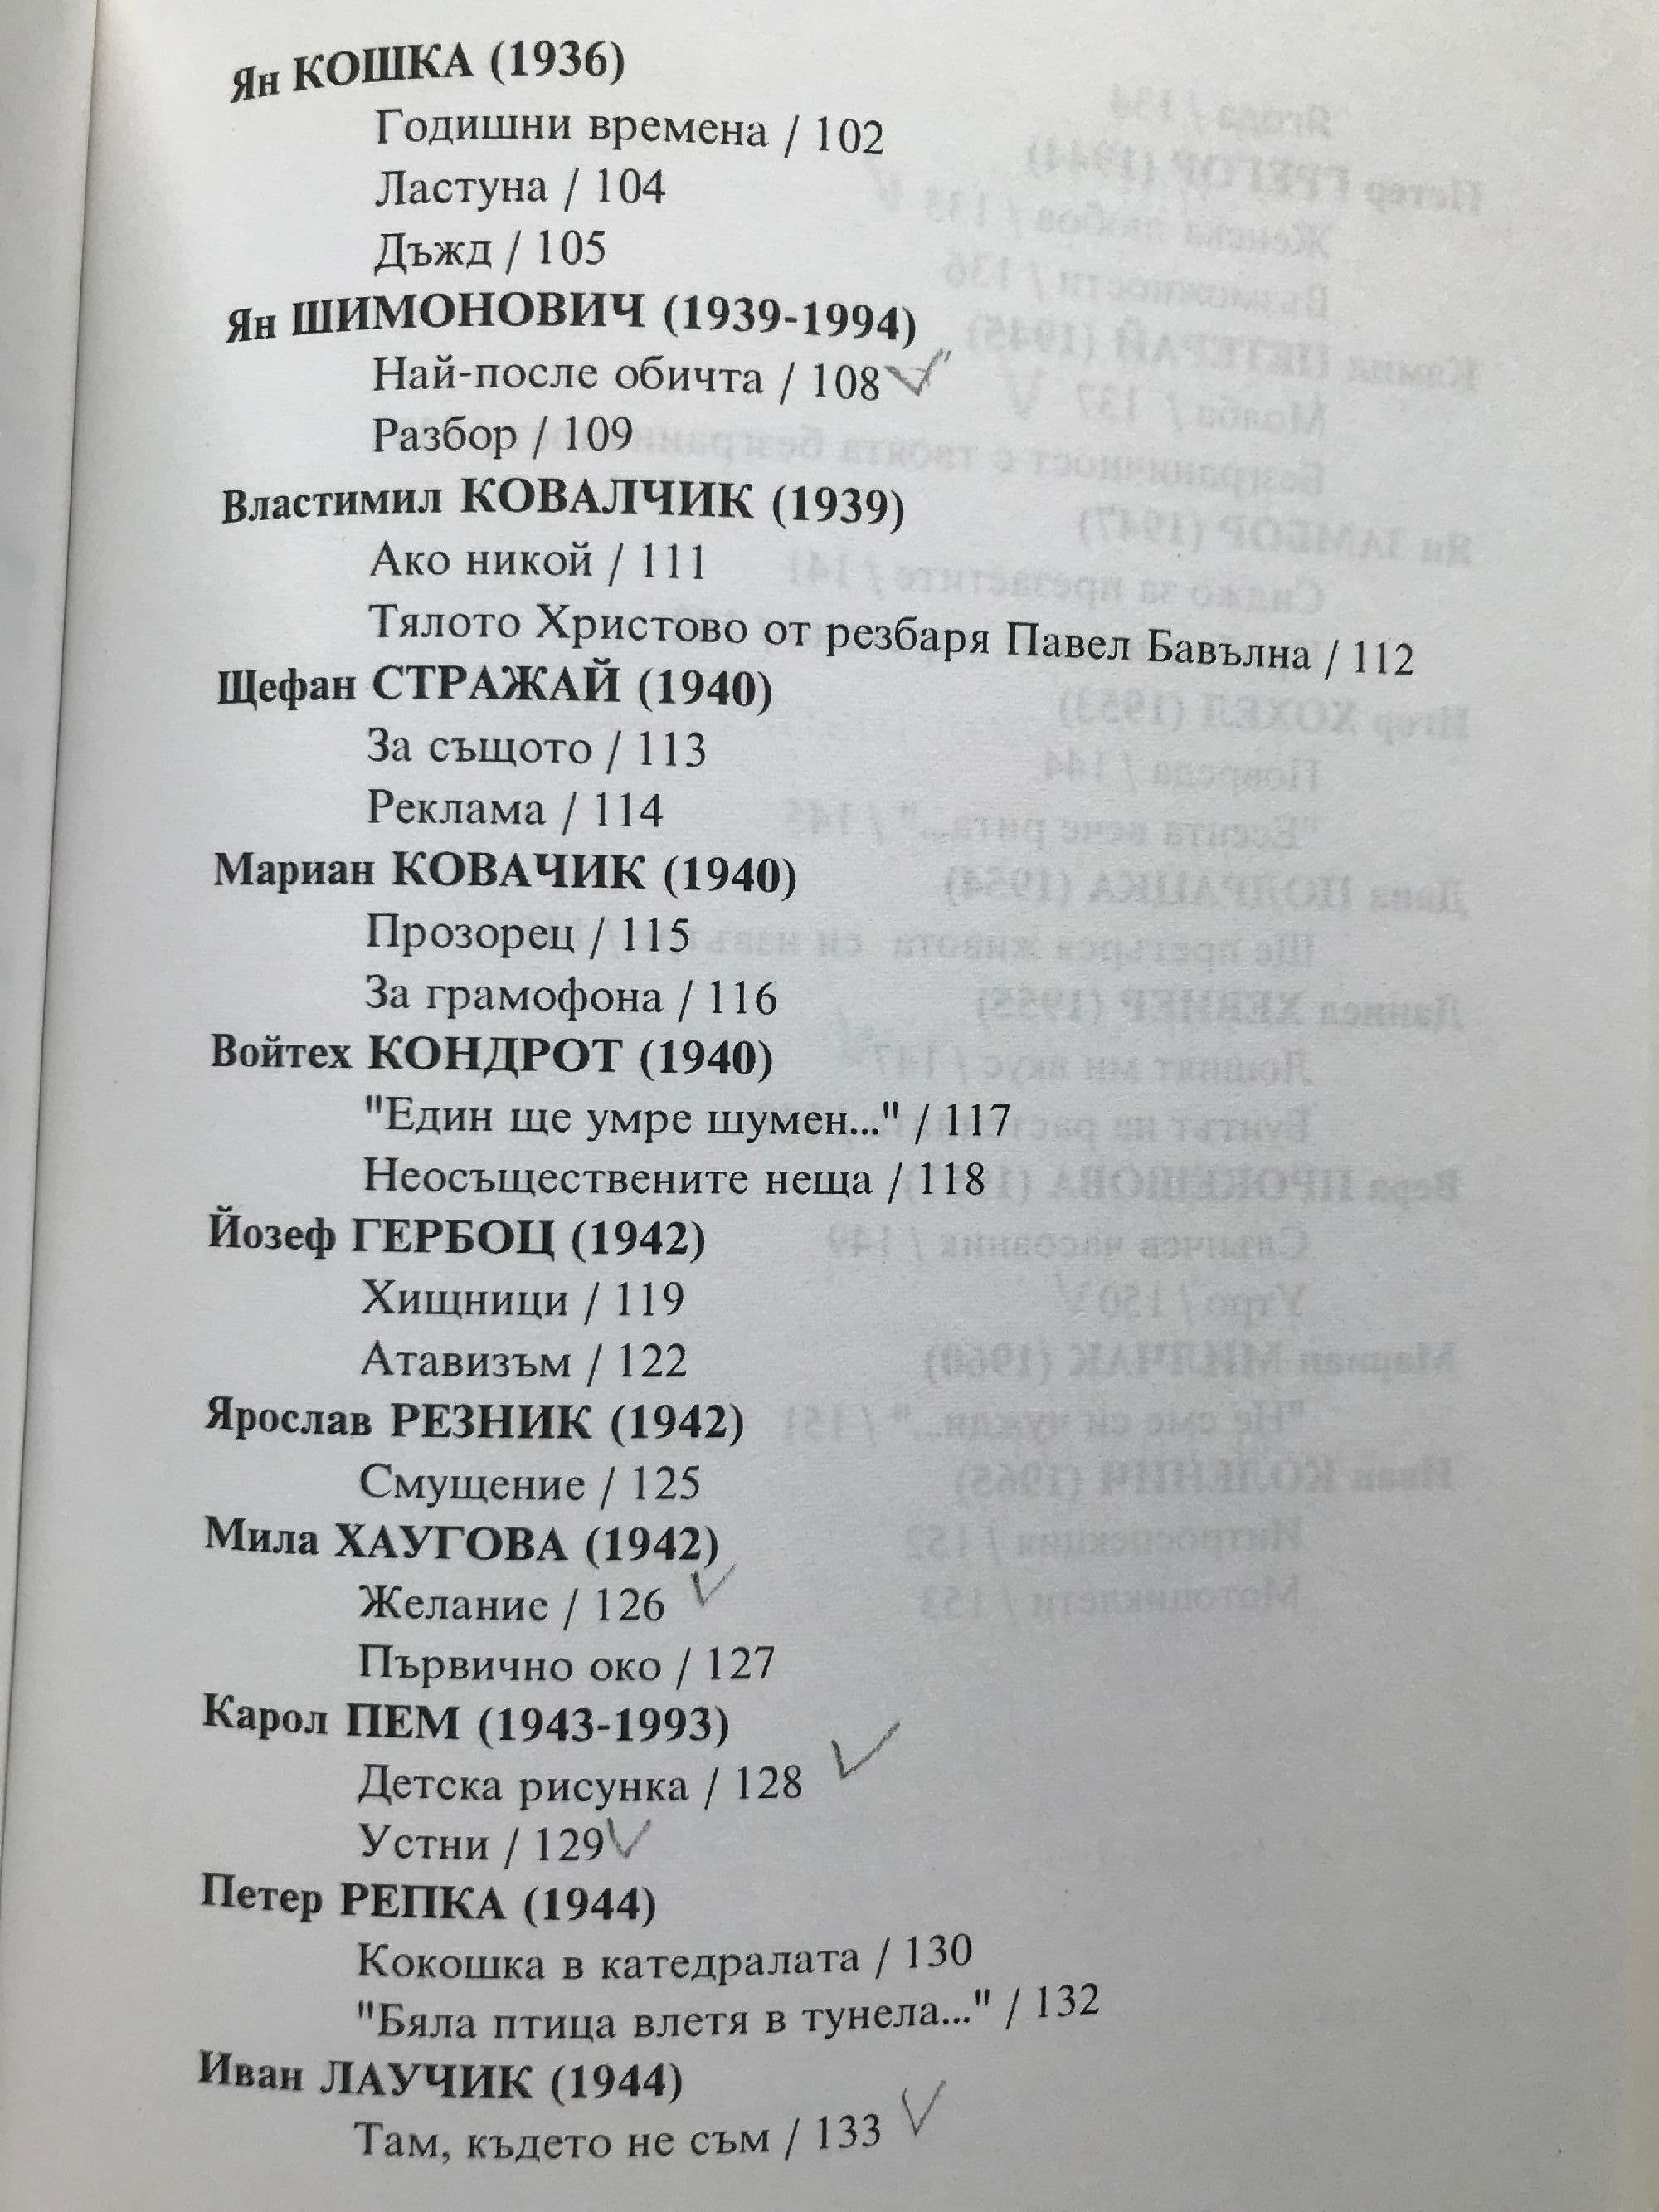 Ян КОШКА (1936)
Годишни времена / 102
Ластуна / 104
Дъжд / 105
Ян ШИМОНОВИЧ (1939-1994)
Най-после обичта / 108
Разбор / 109
Властимил КОВАЛЧИК (1939)
Ако никой / 111
Тялото Христово от резбаря Павел Бавълна / 112
Щефан СТРАЖАЙ (1940)
За същото / 113
Реклама / 114
Мариан КОВАЧИК (1940)
Прозорец / 115
За грамофона / 116
Войтех КОНДРОТ (1940)
"Един ще умре шумен..." / 117
Неосъществените неща / 118
Йозеф ГЕРБОЦ (1942)
Хищници / 119
Атавизъм / 122
Ярослав РЕЗНИК (1942)
Смущение / 125
Мила ХАУГОВА (1942)
Желание / 126
Първично око / 127
Карол ПЕМ (1943-1993)
Детска рисунка / 128
Устни / 129
Петер РЕПКА (1944)
Кокошка в катедралата / 130
"Бяла птица влетя в тунела..." / 132
Иван ЛАУЧИК (1944)
Там, където не съм / 133